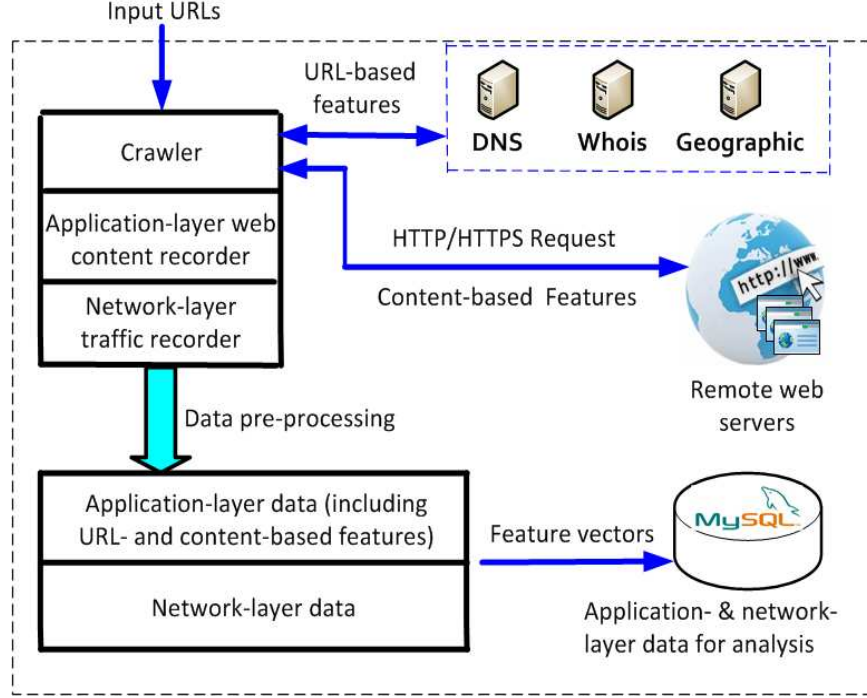 Input URLs
URL-based
features
DNS
Whois
Geographic
Crawler
Application-layer web
content recorder
Network-layer
traffic recorder
HTTP/HTTPS Request
Content-based Features
http://www.
Remote web
servers
Data pre-processing
Application-layer data (including
URL- and content-based features)
Network-layer data
Feature vectors
MySQL
Application- & network-
layer data for analysis